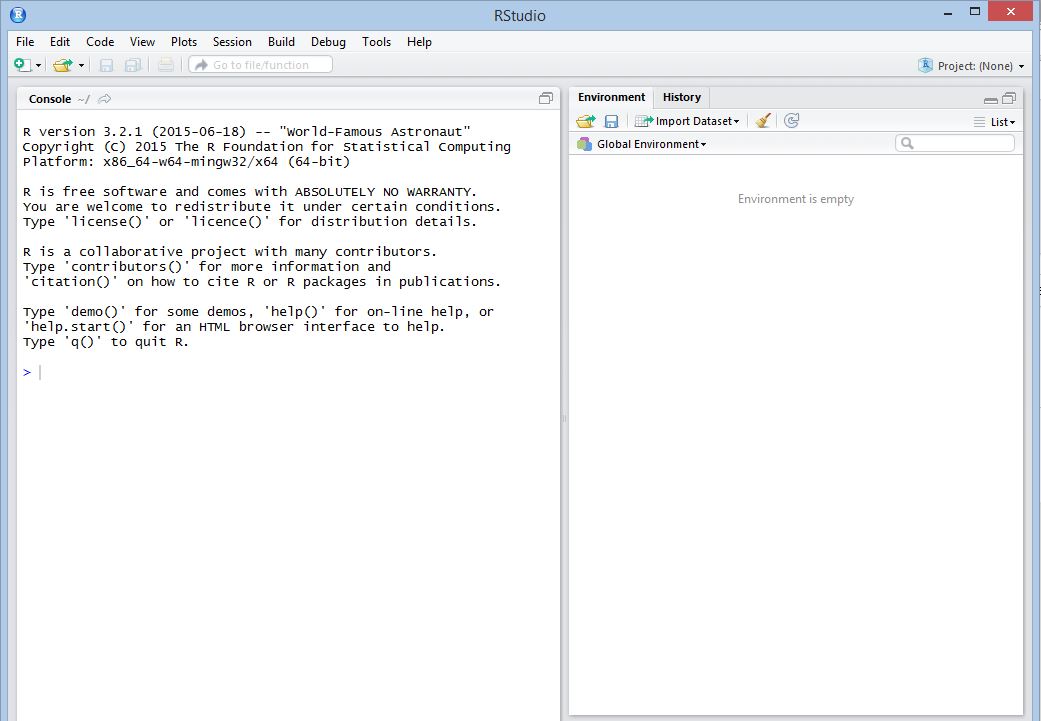 RStudio
File Edit Code View Plots Session Build Debug Tools Help
Go to file/function
Project: (None)
Console ~/
R version 3.2.1 (2015-06-18) -- "World-Famous Astronaut"
Copyright (C) 2015 The R Foundation for Statistical Computing
Platform: x86_64-w64-mingw32/x64 (64-bit)
R is free software and comes with ABSOLUTELY NO WARRANTY.
You are welcome to redistribute it under certain conditions.
Type 'license()' or 'licence()' for distribution details.
R is a collaborative project with many contributors.
Type 'contributors()' for more information and
'citation()' on how to cite R or R packages in publications.
Type 'demo()' for some demos, 'help()' for on-line help, or
'help.start()' for an HTML browser interface to help.
Type 'q()' to quit R.
>
Environment History
Import Dataset
List
Global Environment
Environment is empty